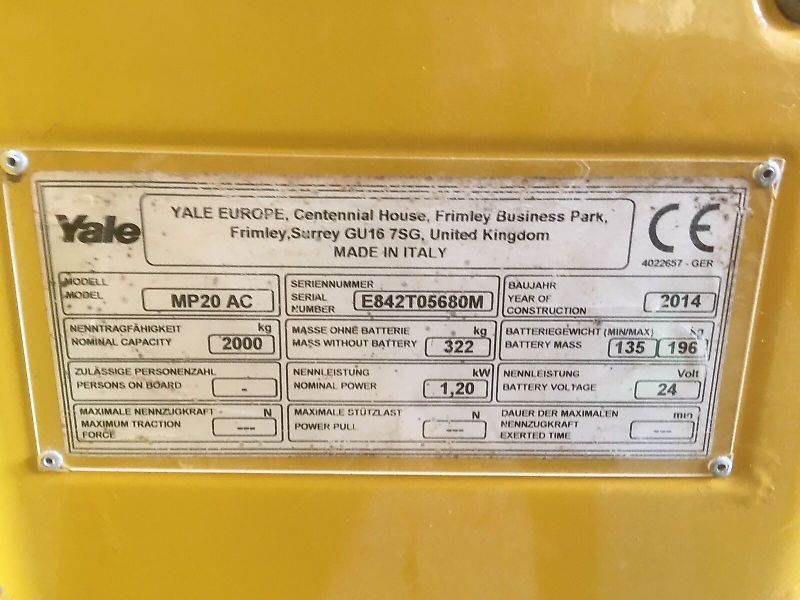 Yale
YALE EUROPE, Centennial House, Frimley Business Park,
Frimley,Surrey GU16 7SG, United Kingdom
MADE IN ITALY
CE
4022657 - GER
MODELL
MODEL
MP20 AC
SERIENNUMMER
SERIAL
NUMBER
E842T05680M
BAUJAHR
YEAR OF
CONSTRUCTION
2014
NENNTRAGFÄHIGKEIT kg
NOMINAL CAPACITY 2000
MASSE OHNE BATTERIE kg
MASS WITHOUT BATTERY 322
BATTERIEGEWICHT (MIN/MAX) kg
BATTERY MASS 135 196
ZULÄSSIGE PERSONENZAHL
PERSONS ON BOARD -
NENNLEISTUNG kW
NOMINAL POWER 1,20
NENNLEISTUNG Volt
BATTERY VOLTAGE 24
MAXIMALE NENNZUGKRAFT N
MAXIMUM TRACTION
FORCE ---
MAXIMALE STÜTZLAST N
POWER PULL ---
DAUER DER MAXIMALEN min
NENNZUGKRAFT
EXERTED TIME ---